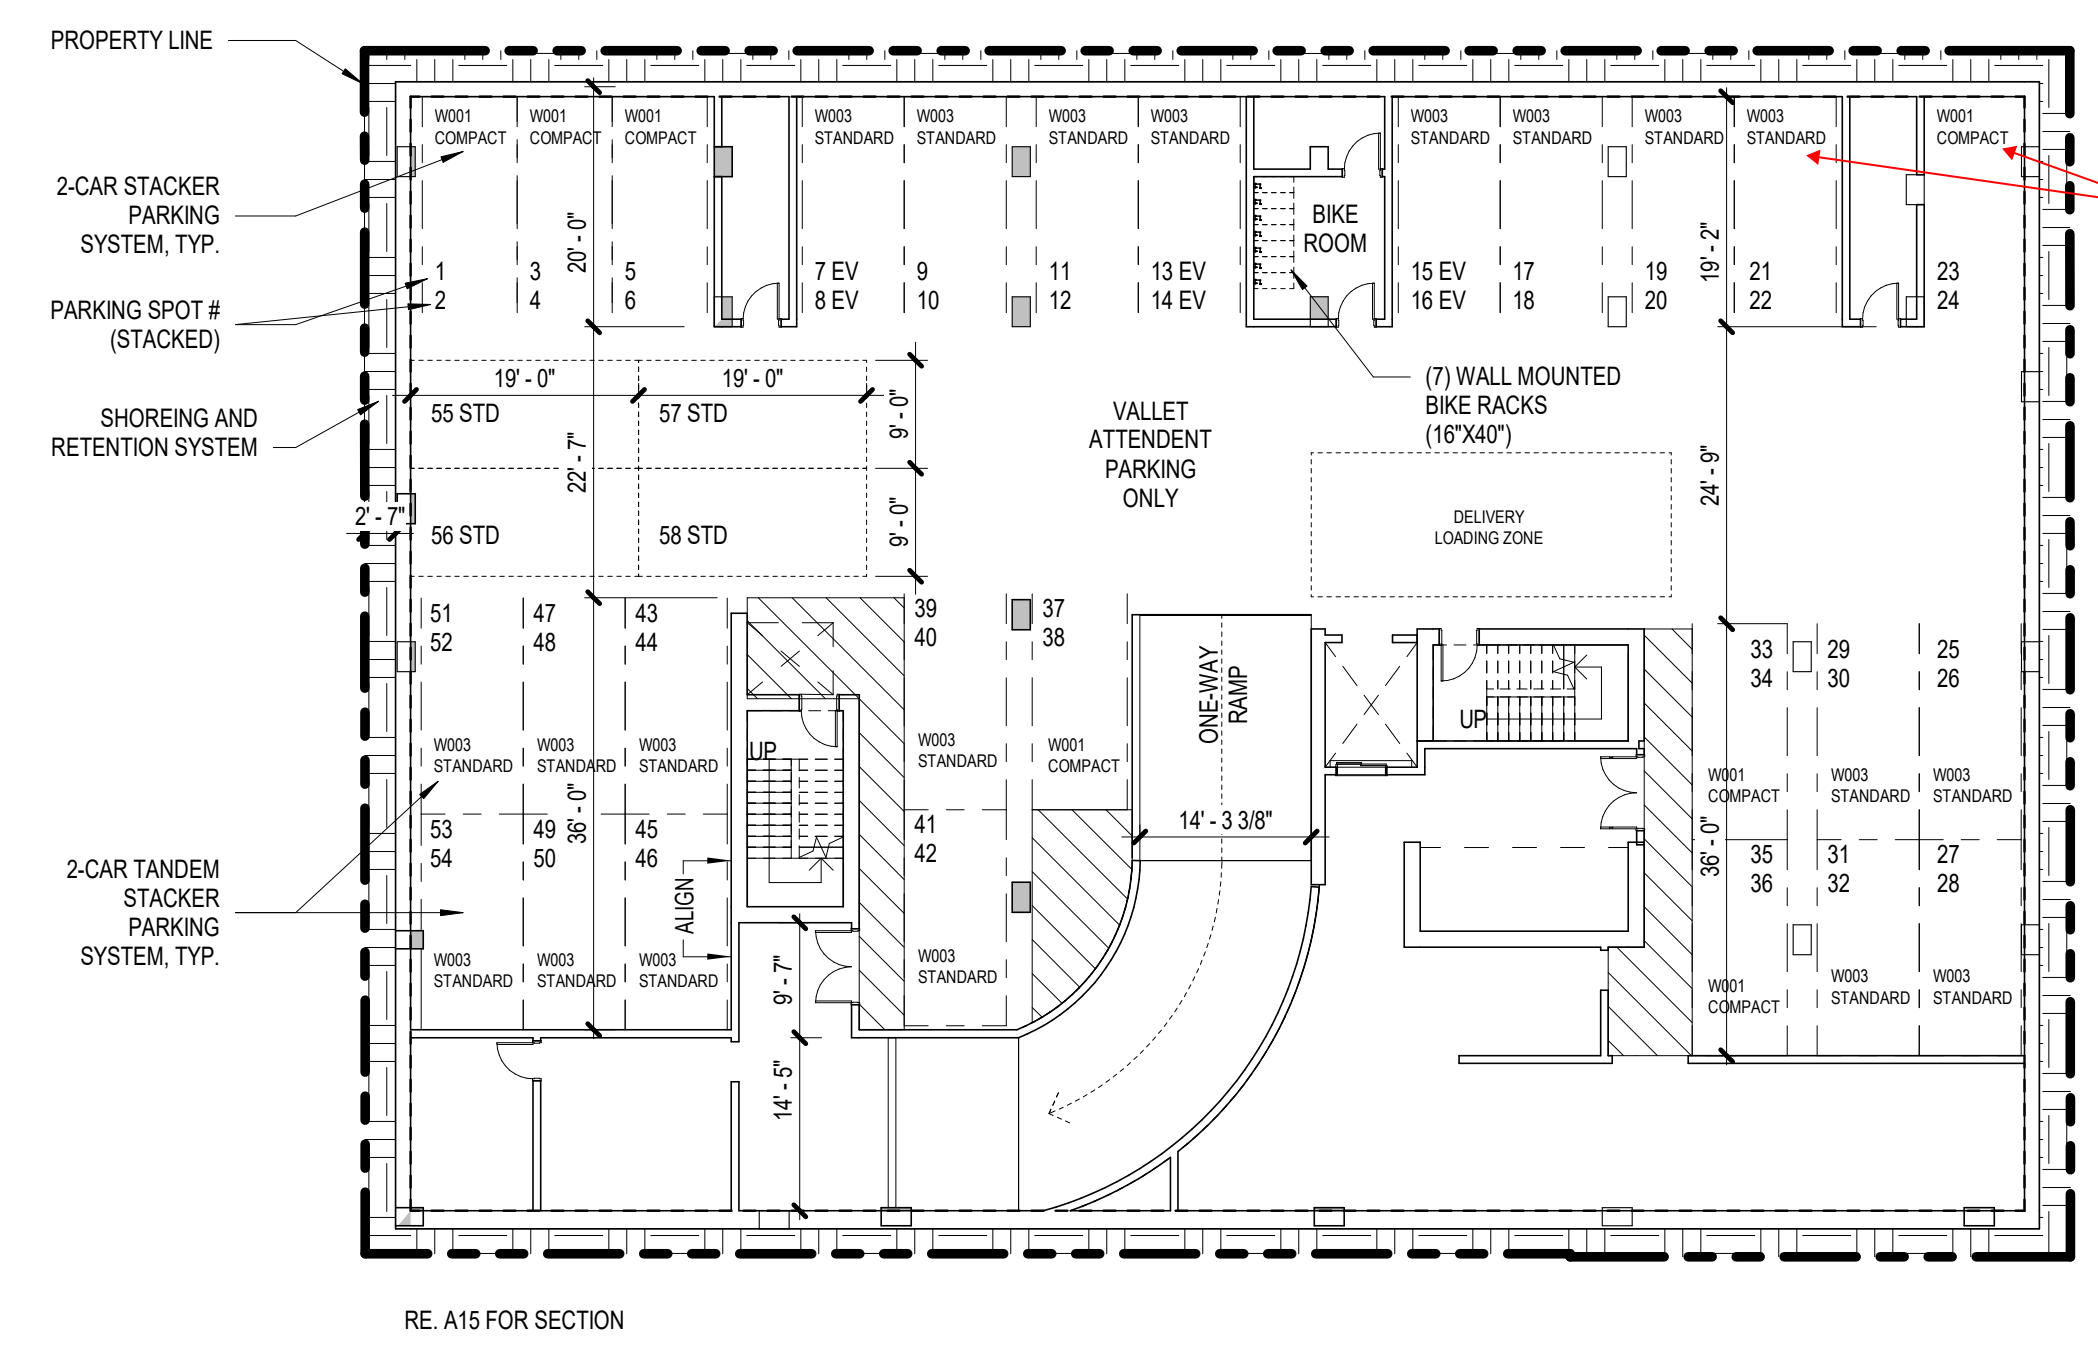 PROPERTY LINE
2-CAR STACKER
PARKING
SYSTEM, TYP.
PARKING SPOT #
(STACKED)
SHOREING AND
RETENTION SYSTEM
2' - 7"
2-CAR TANDEM
STACKER
PARKING
SYSTEM, TYP.
W001
COMPACT
W001
COMPACT
W001
COMPACT
W003
STANDARD
W003
STANDARD
W003
STANDARD
W003
STANDARD
W003
STANDARD
W003
STANDARD
W003
STANDARD
W003
STANDARD
W001
COMPACT
20' - 0"
19' - 2"
BIKE
ROOM
1
2
3
4
5
6
7 EV
8 EV
9
10
11
12
13 EV
14 EV
15 EV
16 EV
17
18
19
20
21
22
23
24
(7) WALL MOUNTED
BIKE RACKS
(16"X40")
19' - 0"
19' - 0"
55 STD
57 STD
9' - 0"
22' - 7"
56 STD
58 STD
9' - 0"
VALLET
ATTENDENT
PARKING
ONLY
24' - 9"
DELIVERY
LOADING ZONE
51
52
47
48
43
44
39
40
37
38
33
34
29
30
25
26
ONE-WAY
RAMP
UP
UP
W003
STANDARD
W003
STANDARD
W003
STANDARD
W003
STANDARD
W001
COMPACT
W001
COMPACT
W003
STANDARD
W003
STANDARD
36' - 0"
14' - 3 3/8"
36' - 0"
53
54
49
50
45
46
41
42
35
36
31
32
27
28
ALIGN
W003
STANDARD
W003
STANDARD
W003
STANDARD
W003
STANDARD
W001
COMPACT
W003
STANDARD
W003
STANDARD
9' - 7"
14' - 5"
RE. A15 FOR SECTION